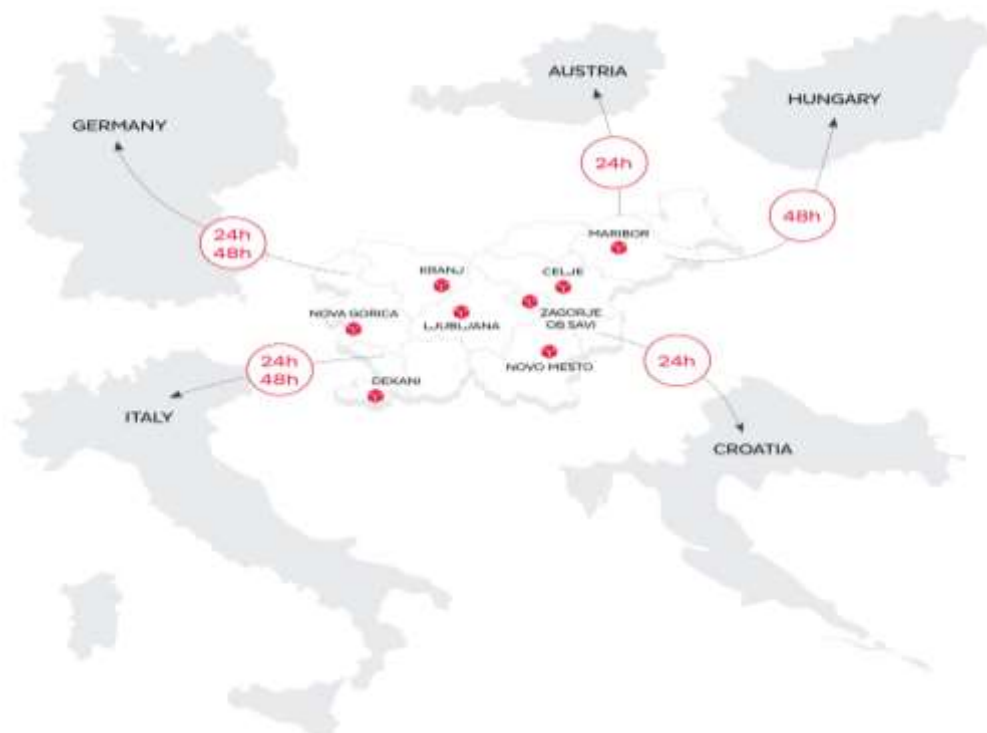 AUSTRIA
HUNGARY
GERMANY
24h
48h
24h
48h
MARIBOR
KRANJ
CELJE
NOVA GORICA
LJUBLJANA
ZAGORJE
OB SAVI
24h
48h
24h
NOVO MESTO
DEKANI
ITALY
CROATIA